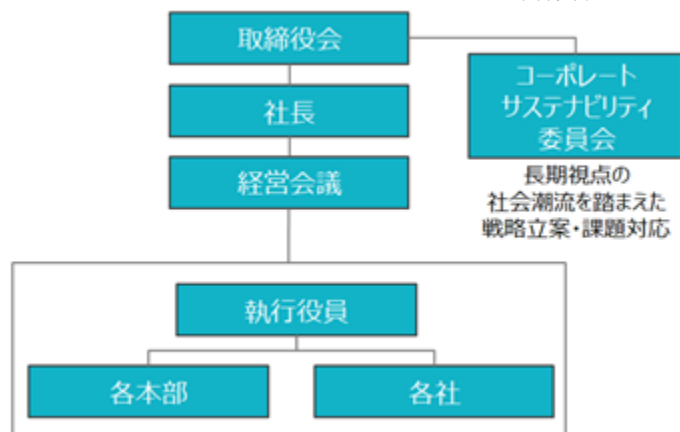 取締役会
コーポレート
サステナビリティ
委員会
社長
経営会議
長期視点の
社会潮流を踏まえた
戦略立案・課題対応
執行役員
各本部
各社